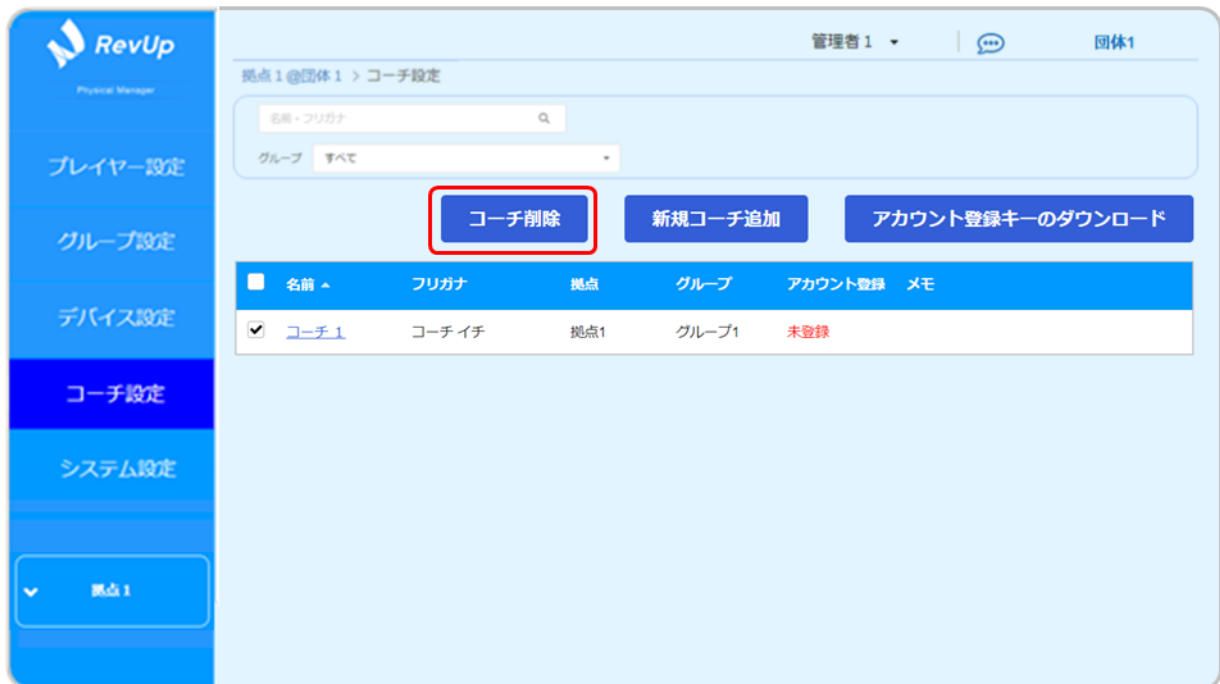 RevUp
Physical Manager
プレイヤー設定
グループ設定
デバイス設定
コーチ設定
システム設定
拠点1
管理者1
団体1
拠点1@団体1 > コーチ設定
名前・フリガナ
グループ すべて
コーチ削除 新規コーチ追加 アカウント登録キーのダウンロード
名前 フリガナ 拠点 グループ アカウント登録 メモ
コーチ 1 コーチ イチ 拠点1 グループ1 未登録